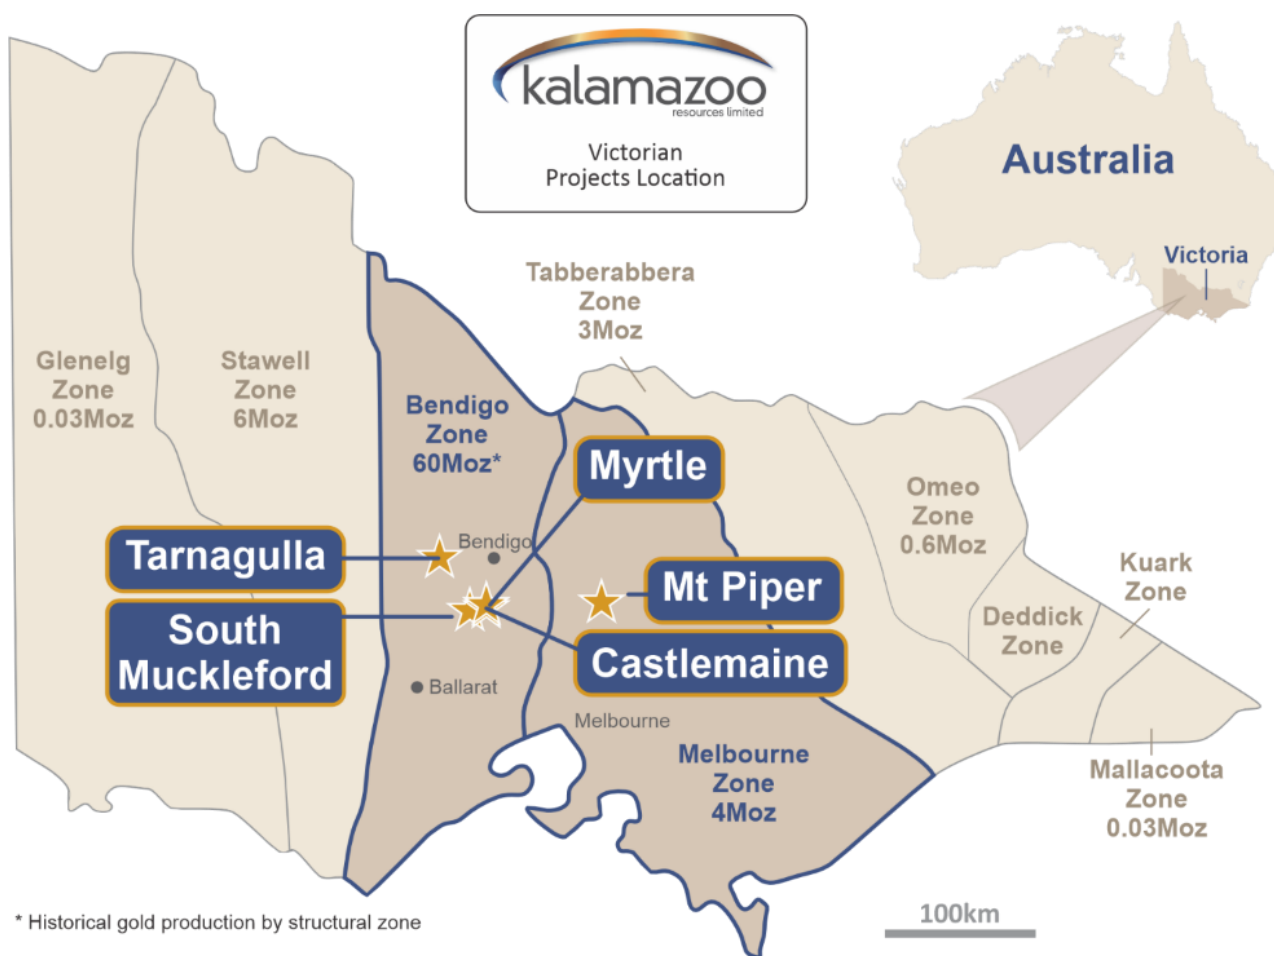 kalamazoo
resources limited
Victorian
Projects Location
Australia
Victoria
Tabberabbera
Zone
3Moz
Glenelg
Zone
0.03Moz
Stawell
Zone
6Moz
Bendigo
Zone
60Moz*
Myrtle
Omeo
Zone
0.6Moz
Tarnagulla
Bendigo
Mt Piper
Kuark
Zone
Deddick
Zone
South
Muckleford
Castlemaine
Ballarat
Melbourne
Melbourne
Zone
4Moz
Mallacoota
Zone
0.03Moz
* Historical gold production by structural zone
100km